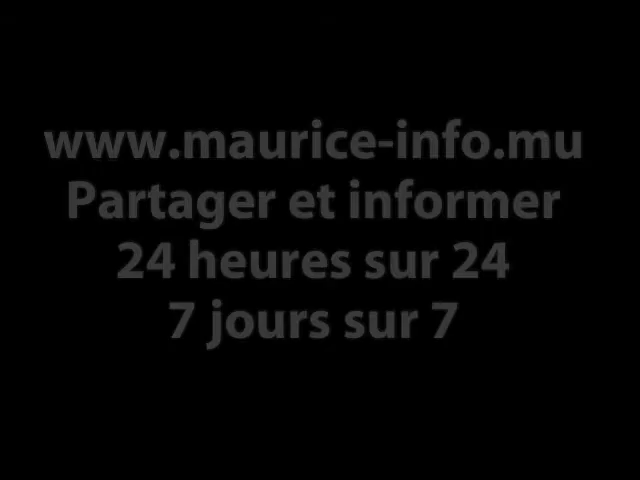 www.maurice-info.mu
Partager et informer
24 heures sur 24
7 jours sur 7